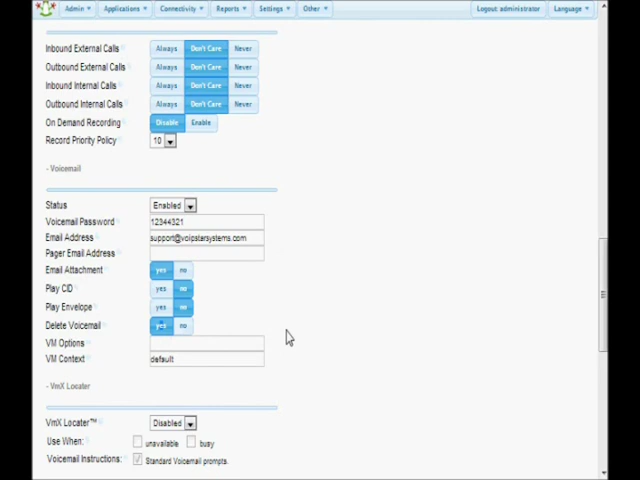 Admin Applications Connectivity Reports Settings Other Logout: administrator Language
Inbound External Calls Always Don't Care Never
Outbound External Calls Always Don't Care Never
Inbound Internal Calls Always Don't Care Never
Outbound Internal Calls Always Don't Care Never
On Demand Recording Disable Enable
Record Priority Policy 10
- Voicemail
Status Enabled
Voicemail Password 12344321
Email Address support@voipstarsystems.com
Pager Email Address
Email Attachment yes no
Play CID yes no
Play Envelope yes no
Delete Voicemail yes no
VM Options
VM Context default
- VmX Locater
VmX Locater™ Disabled
Use When: unavailable busy
Voicemail Instructions: Standard Voicemail prompts.